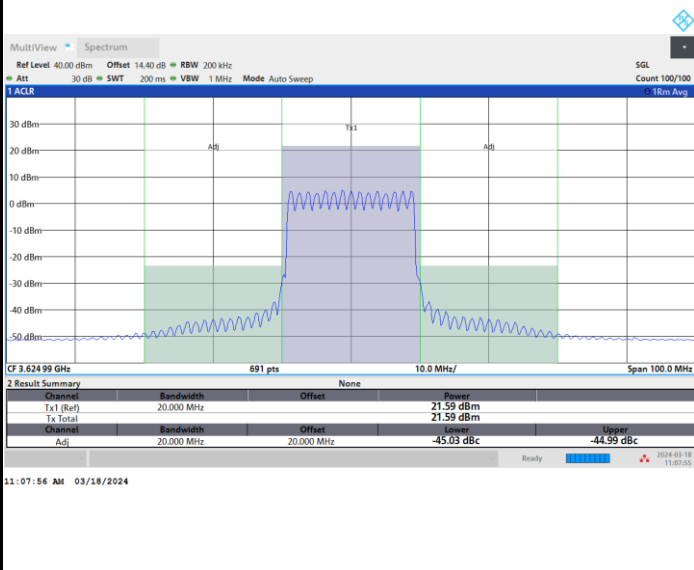 MultiView Spectrum
Ref Level 40.00 dBm Offset 14.40 dB RBW 200 kHz SGL
Att 30 dB SWT 200 ms VBW 1 MHz Mode Auto Sweep Count 100/100
1 ACLR 1Rm Avg
Tx1
Adj Adj
30 dBm
20 dBm
10 dBm
0 dBm
-10 dBm
-20 dBm
-30 dBm
-40 dBm
-50 dBm
CF 3.624 99 GHz 691 pts 10.0 MHz/ Span 100.0 MHz
2 Result Summary None
Channel Bandwidth Offset Power
Tx1 (Ref) 20.000 MHz 21.59 dBm
Tx Total 21.59 dBm
Channel Bandwidth Offset Lower Upper
Adj 20.000 MHz 20.000 MHz -45.03 dBc -44.99 dBc
Ready 2024-03-18
11:07:55
11:07:56 AM 03/18/2024